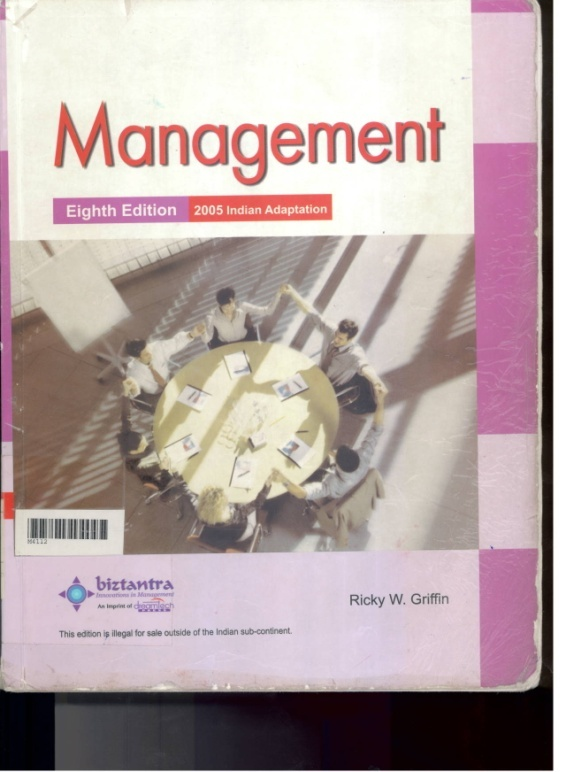 Management
Eighth Edition 2005 Indian Adaptation
biztantra
Innovations in Management
An Imprint of dreamtech
PRESS
Ricky W. Griffin
This edition is illegal for sale outside of the Indian sub-continent.